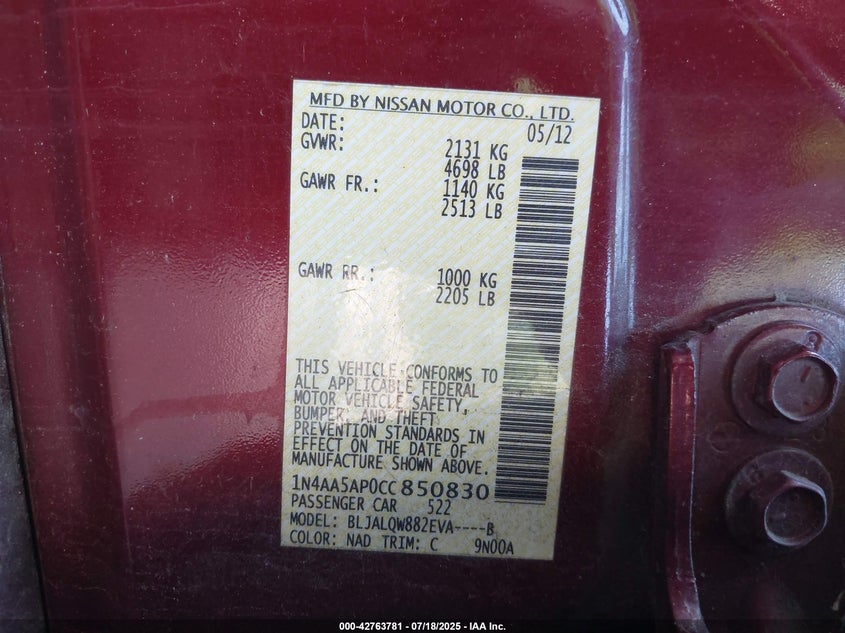 MFD BY NISSAN MOTOR CO., LTD.
DATE: 05/12
GVWR: 2131 KG
4698 LB
GAWR FR.: 1140 KG
2513 LB
GAWR RR.: 1000 KG
2205 LB
THIS VEHICLE CONFORMS TO
ALL APPLICABLE FEDERAL
MOTOR VEHICLE SAFETY,
BUMPER, AND THEFT
PREVENTION STANDARDS IN
EFFECT ON THE DATE OF
MANUFACTURE SHOWN ABOVE.
1N4AA5AP0CC850830
PASSENGER CAR 522
MODEL: BLJALQW882EVA----B
COLOR: NAD TRIM: C 9N00A
000-42763781 - 07/18/2025 - IAA Inc.